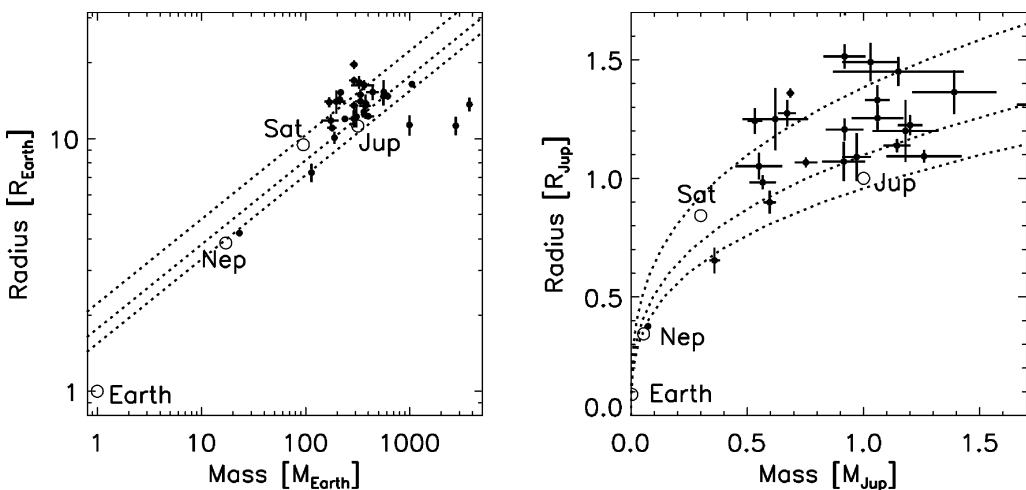 Radius [R_Earth]
10
1
Sat
Jup
Nep
Earth
1
10
100
1000
Mass [M_Earth]
Radius [R_Jup]
1.5
1.0
0.5
0.0
Sat
Jup
Nep
Earth
0.0
0.5
1.0
1.5
Mass [M_Jup]